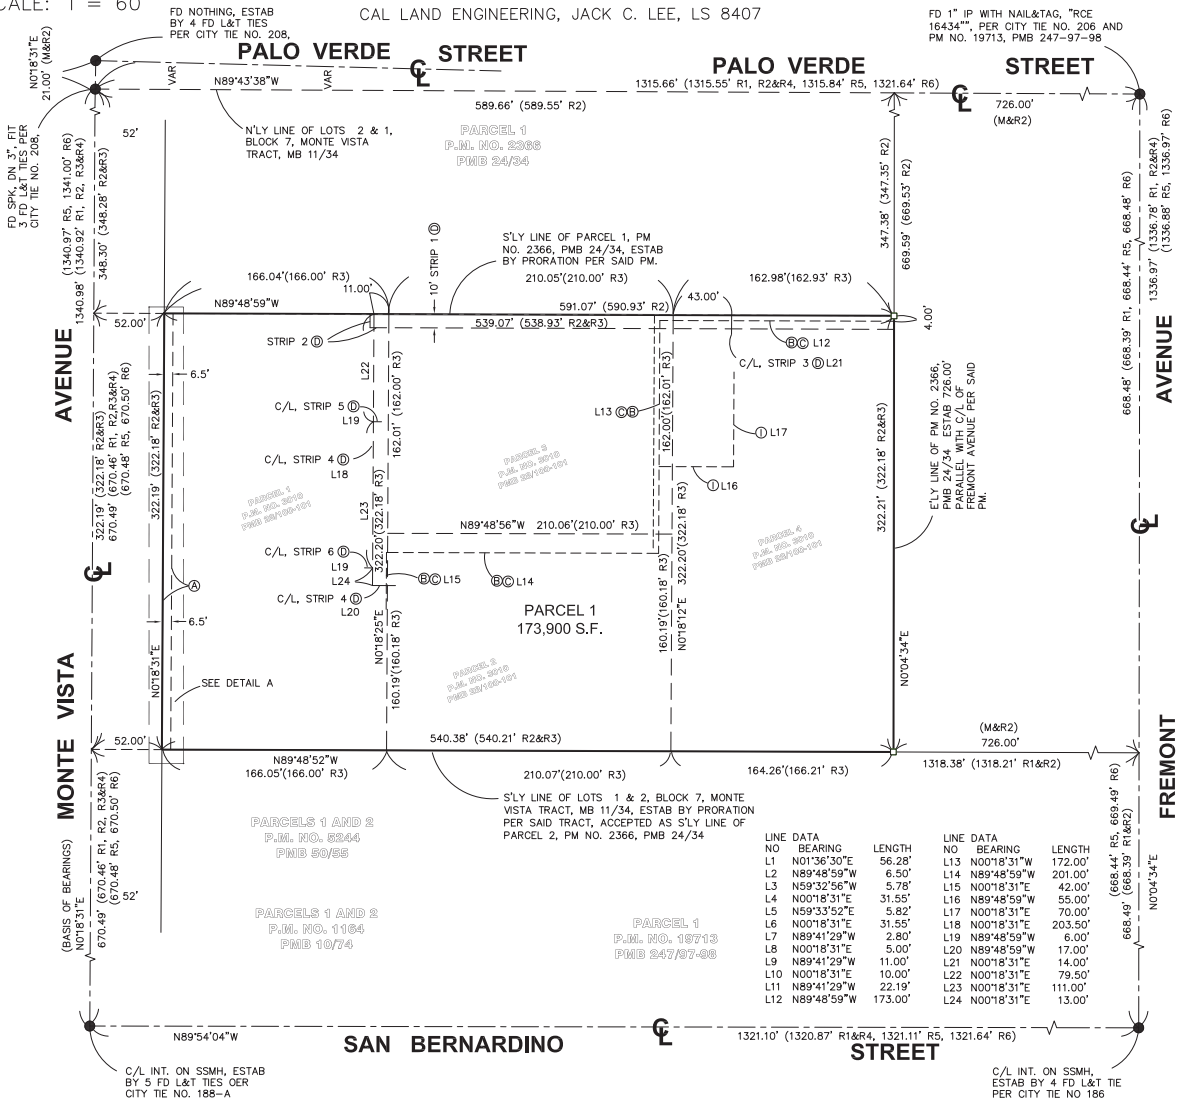 SCALE: 1" = 60'
CAL LAND ENGINEERING, JACK C. LEE, LS 8407
FD NOTHING, ESTAB
BY 4 FD L&T TIES
PER CITY TIE NO. 208,
FD 1" IP WITH NAIL&TAG, "RCE
16434"", PER CITY TIE NO. 206 AND
PM NO. 19713, PMB 247-97-98
PALO VERDE STREET
PALO VERDE STREET
N0°18'31"E
21.00' (M&R2)
VAR
VAR
N89°43'38"W
1315.66' (1315.55' R1, R2&R4, 1315.84' R5, 1321.64' R6)
589.66' (589.55' R2)
726.00'
(M&R2)
FD SPK, DN 3", FIT
3 FD L&T TIES PER
CITY TIE NO. 208,
52'
N'LY LINE OF LOTS 2 & 1,
BLOCK 7, MONTE VISTA
TRACT, MB 11/34
PARCEL 1
P.M. NO. 2366
PMB 24/34
(1340.97' R5, 1341.00' R6)
1340.98' (1340.92' R1, R2, R3&R4)
348.30' (348.28' R2&R3)
347.38' (347.35' R2)
669.59' (669.53' R2)
668.48' (668.39' R1, 668.44' R5, 668.48' R6)
1336.97' (1336.78' R1, R2&R4)
(1336.88' R5, 1336.97' R6)
10' STRIP 1 D
S'LY LINE OF PARCEL 1, PM
NO. 2366, PMB 24/34, ESTAB
BY PRORATION PER SAID PM.
166.04'(166.00' R3)
210.05'(210.00' R3)
162.98'(162.93' R3)
11.00'
43.00'
N89°48'59"W
591.07' (590.93' R2)
539.07' (538.93' R2&R3)
4.00'
52.00'
STRIP 2 D
B C L12
C/L, STRIP 3 D L21
6.5'
L22
C/L, STRIP 5 D
L19
L13 C B
I L17
C/L, STRIP 4 D
L18
I L16
162.01' (162.00' R3)
162.00'(162.01' R3)
322.19' (322.18' R2&R3)
670.49' (670.46' R1, R2,R3&R4)
(670.48' R5, 670.50' R6)
322.19' (322.18' R2&R3)
AVENUE
AVENUE
PARCEL 3
P.M. NO. 3010
PMB 28/100-101
PARCEL 1
P.M. NO. 3010
PMB 28/100-101
PARCEL 4
P.M. NO. 3010
PMB 28/100-101
E'LY LINE OF PM NO. 2366,
PMB 24/34 ESTAB 726.00'
PARALLEL WITH C/L OF
FREMONT AVENUE PER SAID
PM.
322.21' (322.18' R2&R3)
L23
322.20'(322.18' R3)
322.20'(322.18' R3)
N89°48'56"W 210.06'(210.00' R3)
C/L, STRIP 6 D
L19
L24
C/L, STRIP 4 D
L20
B C L15
B C L14
A
PARCEL 1
173,900 S.F.
6.5'
N0°18'31"E
N0°18'25"E
160.19'(160.18' R3)
160.19'(160.18' R3)
N0°18'12"E
N0°04'34"E
PARCEL 2
P.M. NO. 3010
PMB 28/100-101
SEE DETAIL A
MONTE VISTA
FREMONT
52.00'
540.38' (540.21' R2&R3)
(M&R2)
726.00'
N89°48'52"W
166.05'(166.00' R3)
210.07'(210.00' R3)
164.26'(166.21' R3)
1318.38' (1318.21' R1&R2)
S'LY LINE OF LOTS 1 & 2, BLOCK 7, MONTE
VISTA TRACT, MB 11/34, ESTAB BY PRORATION
PER SAID TRACT, ACCEPTED AS S'LY LINE OF
PARCEL 2, PM NO. 2366, PMB 24/34
PARCELS 1 AND 2
P.M. NO. 5244
PMB 50/55
(BASIS OF BEARINGS)
N0°18'31"E
670.49' (670.46' R1, R2, R3&R4)
(670.48' R5, 670.50' R6)
52'
PARCELS 1 AND 2
P.M. NO. 1164
PMB 10/74
PARCEL 1
P.M. NO. 19713
PMB 247/97-98
LINE DATA
NO BEARING LENGTH
L1 N01°36'30"E 56.28'
L2 N89°48'59"W 6.50'
L3 N59°32'56"W 5.78'
L4 N00°18'31"E 31.55'
L5 N59°33'52"E 5.82'
L6 N00°18'31"E 31.55'
L7 N89°41'29"W 2.80'
L8 N00°18'31"E 5.00'
L9 N89°41'29"W 11.00'
L10 N00°18'31"E 10.00'
L11 N89°41'29"W 22.19'
L12 N89°48'59"W 173.00'
LINE DATA
NO BEARING LENGTH
L13 N00°18'31"W 172.00'
L14 N89°48'59"W 201.00'
L15 N00°18'31"E 42.00'
L16 N89°48'59"W 55.00'
L17 N00°18'31"E 70.00'
L18 N00°18'31"E 203.50'
L19 N89°48'59"W 6.00'
L20 N89°48'59"W 17.00'
L21 N00°18'31"E 14.00'
L22 N00°18'31"E 79.50'
L23 N00°18'31"E 111.00'
L24 N00°18'31"E 13.00'
(668.44' R5, 669.49' R6)
668.49' (668.39' R1&R2)
N0°04'34"E
N89°54'04"W
SAN BERNARDINO STREET
1321.10' (1320.87' R1&R4, 1321.11' R5, 1321.64' R6)
C/L INT. ON SSMH, ESTAB
BY 5 FD L&T TIES OER
CITY TIE NO. 188-A
C/L INT. ON SSMH,
ESTAB BY 4 FD L&T TIE
PER CITY TIE NO 186